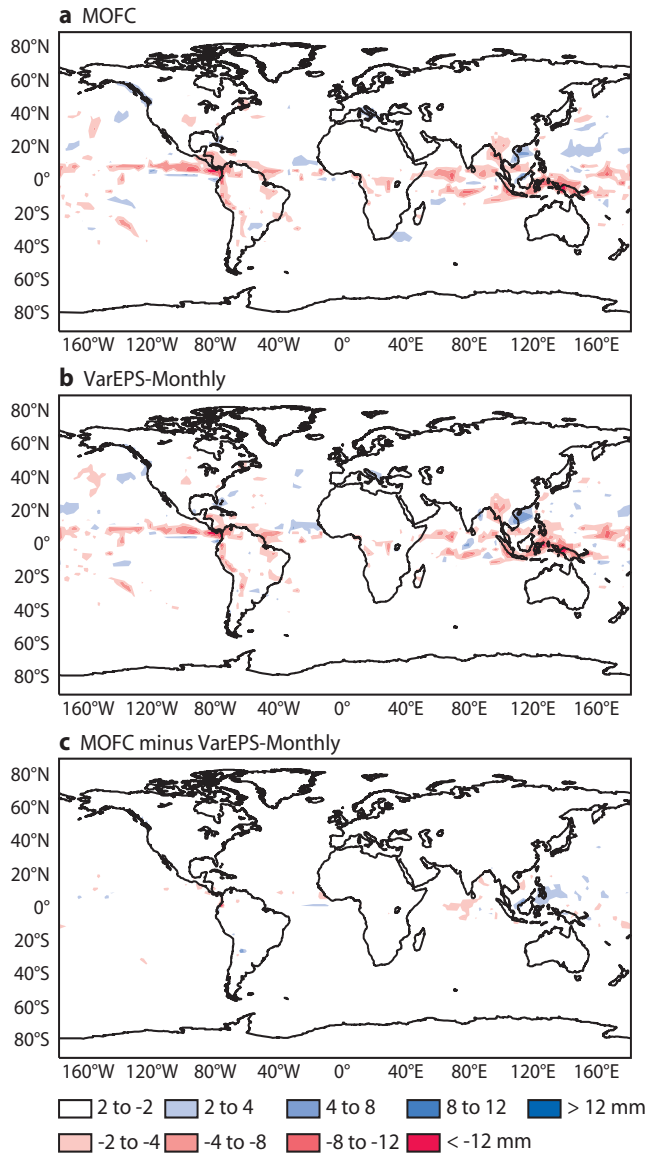 a MOFC
80°N
60°N
40°N
20°N
0°
20°S
40°S
60°S
80°S
160°W 120°W 80°W 40°W 0° 40°E 80°E 120°E 160°E
b VarEPS-Monthly
80°N
60°N
40°N
20°N
0°
20°S
40°S
60°S
80°S
160°W 120°W 80°W 40°W 0° 40°E 80°E 120°E 160°E
c MOFC minus VarEPS-Monthly
80°N
60°N
40°N
20°N
0°
20°S
40°S
60°S
80°S
160°W 120°W 80°W 40°W 0° 40°E 80°E 120°E 160°E
2 to -2 2 to 4 4 to 8 8 to 12 > 12 mm
-2 to -4 -4 to -8 -8 to -12 < -12 mm